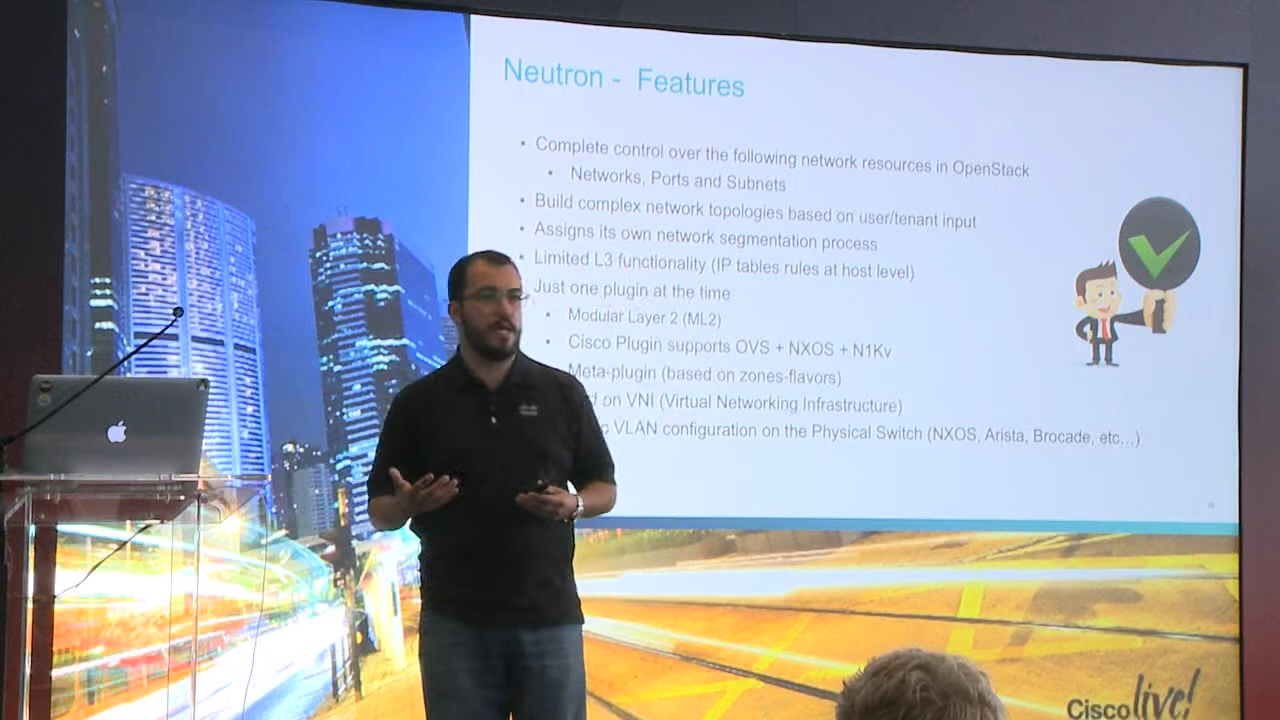 Neutron - Features
• Complete control over the following network resources in OpenStack
• Networks, Ports and Subnets
• Build complex network topologies based on user/tenant input
• Assigns its own network segmentation process
• Limited L3 functionality (IP tables rules at host level)
Just one plugin at the time
• Modular Layer 2 (ML2)
• Cisco Plugin supports OVS + NXOS + N1Kv
Meta-plugin (based on zones-flavors)
on VNI (Virtual Networking Infrastructure)
VLAN configuration on the Physical Switch (NXOS, Arista, Brocade, etc...)
Cisco live!